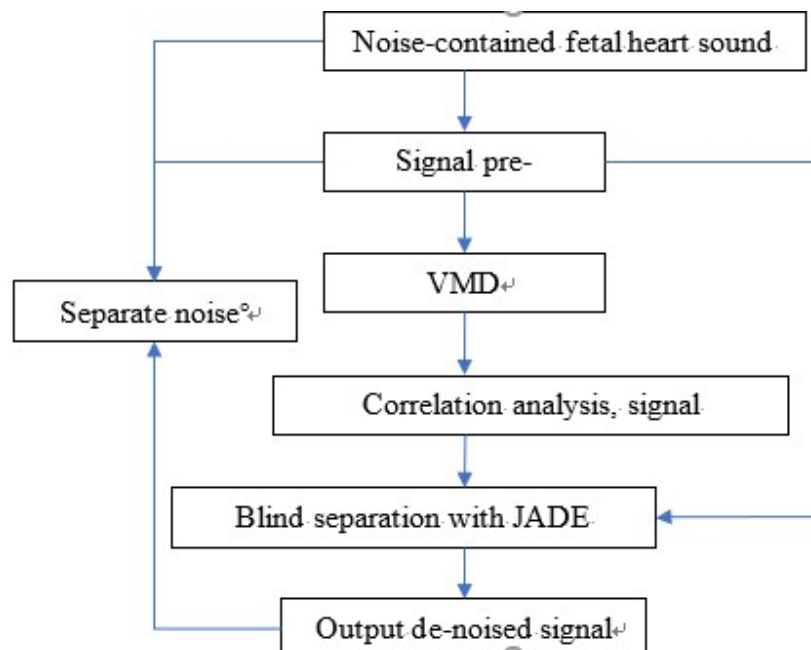 Noise-contained fetal heart sound
Signal pre-
VMD
Separate noise°
Correlation analysis, signal
Blind separation with JADE
Output de-noised signal